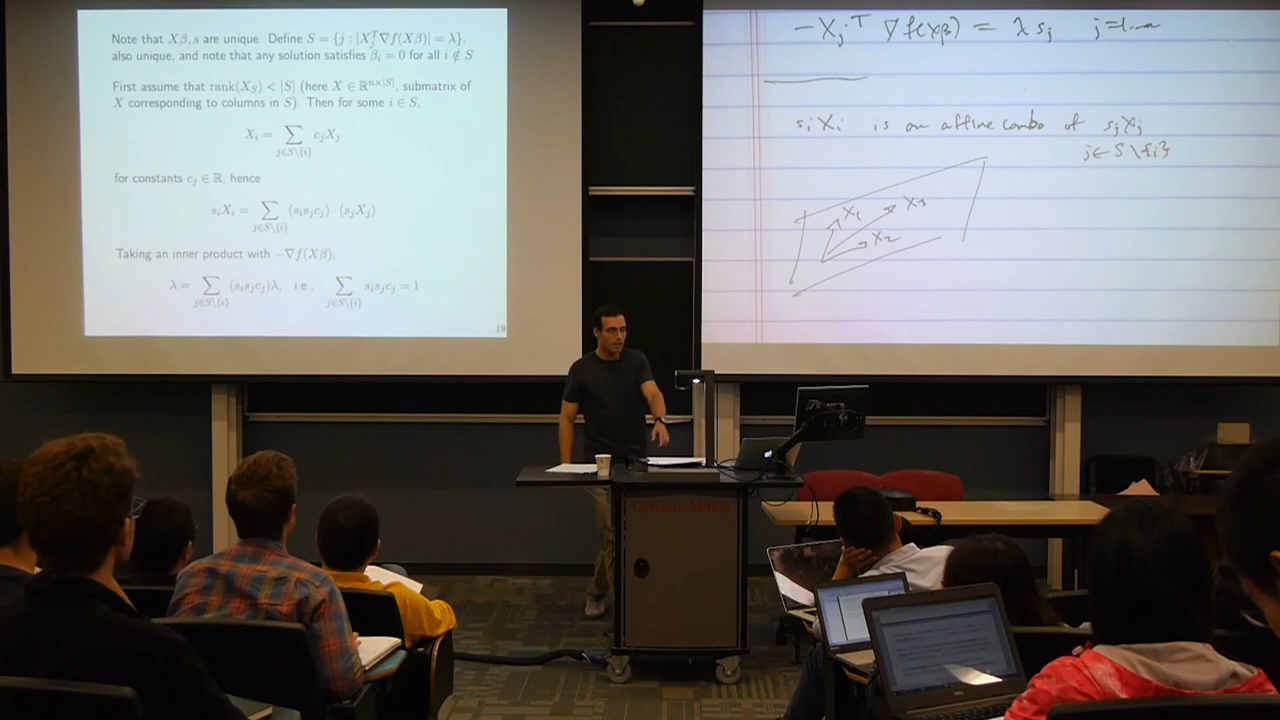 Note that Xβ, s are unique. Define S = {j : |X_j^T ∇f(Xβ)| = λ},
also unique, and note that any solution satisfies β_i = 0 for all i ∉ S
First assume that rank(X_S) < |S| (here X ∈ ℝ^{n×|S|}, submatrix of
X corresponding to columns in S). Then for some i ∈ S,
X_i = ∑_{j∈S\{i}} c_j X_j
for constants c_j ∈ ℝ, hence
s_i X_i = ∑_{j∈S\{i}} (s_i s_j c_j) · (s_j X_j)
Taking an inner product with −∇f(Xβ),
λ = ∑_{j∈S\{i}} (s_i s_j c_j)λ, i.e., ∑_{j∈S\{i}} s_i s_j c_j = 1
19
-X_j^T ∇f(Xβ) = λ s_j j=1...n
s_i X_i is an affine combo of s_j X_j
j ∈ S \ {i}
X_1
X_3
X_2
Carnegie Mellon